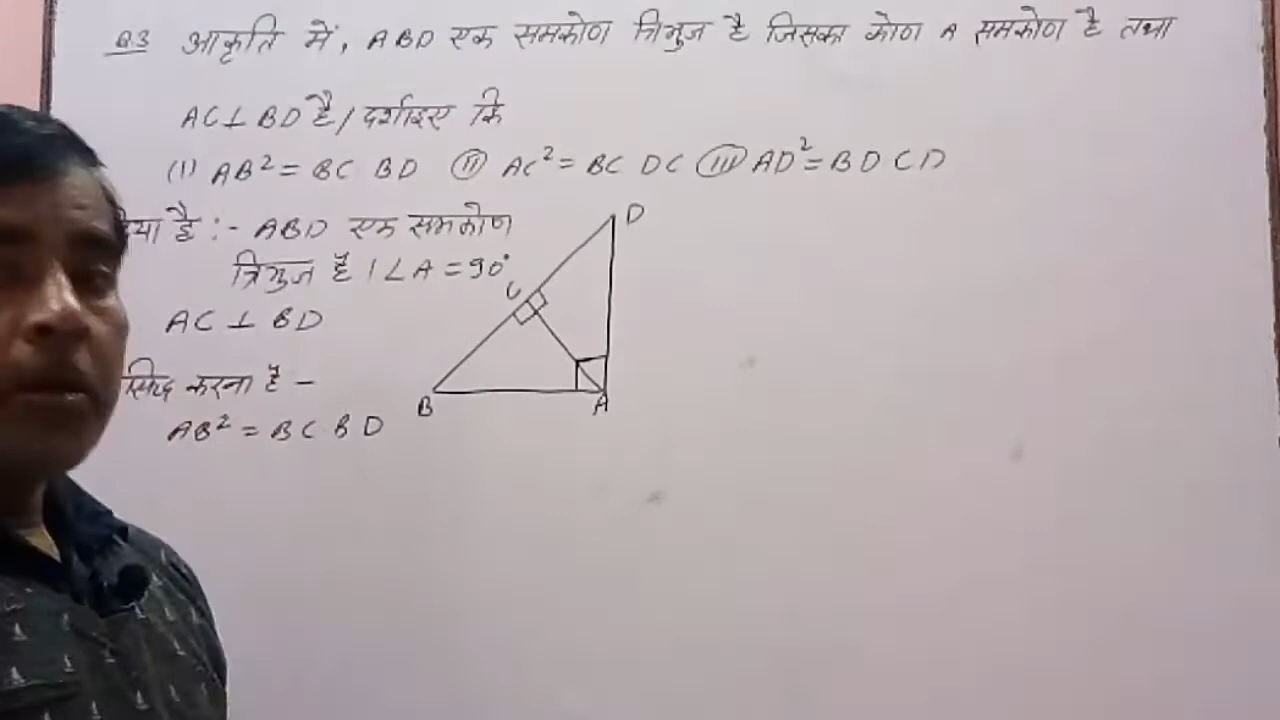 Q3 आकृति में, ABD एक समकोण त्रिभुज है जिसका कोण A समकोण है तथा
AC⊥BD है / दर्शाइए कि
(1) AB² = BC BD (ii) AC² = BC DC (iii) AD² = BD CD
दिया है :- ABD एक समकोण
त्रिभुज है । ∠A = 90°
AC ⊥ BD
सिद्ध करना है –
AB² = BC BD
D
C
B
A